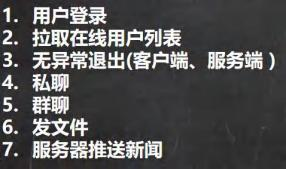 1. 用户登录
2. 拉取在线用户列表
3. 无异常退出(客户端、服务端 )
4. 私聊
5. 群聊
6. 发文件
7. 服务器推送新闻